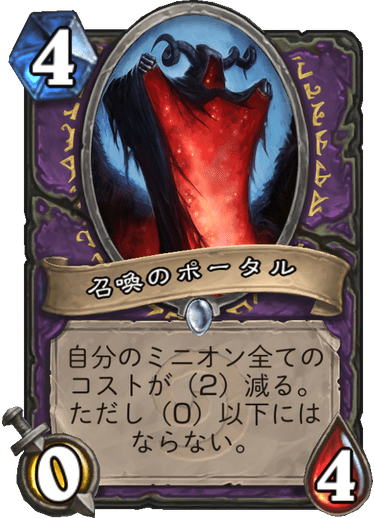 4
召喚のポータル
自分のミニオン全ての
コストが（2）減る。
ただし（0）以下には
ならない。
0
4